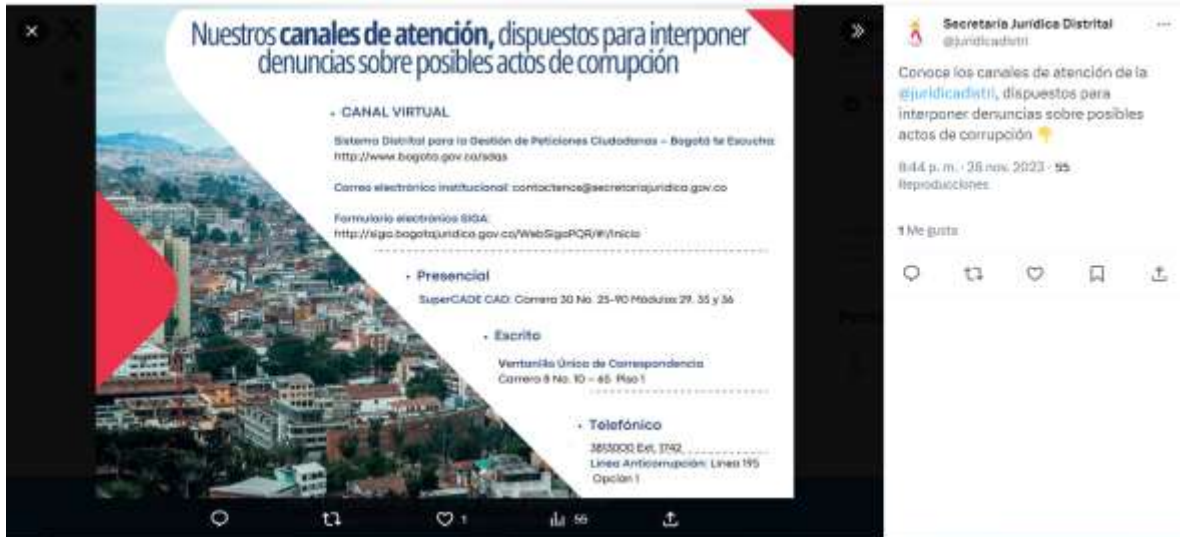 Nuestros canales de atención, dispuestos para interponer
denuncias sobre posibles actos de corrupción
• CANAL VIRTUAL
Sistema Distrital para la Gestión de Peticiones Ciudadanas – Bogotá te Escucha:
http://www.bogota.gov.co/sdqs
Correo electrónico institucional: contactence@secretariajuridica.gov.co
Formulario electrónico SIGA:
http://siga.bogotajuridica.gov.co/WebSigaPQR/#!/inicio
• Presencial
SuperCADE CAD: Carrera 30 No. 25-90 Módulos 29, 35 y 36
• Escrito
Ventanilla Única de Correspondencia
Carrera 8 No. 10 – 65 Piso 1
• Telefónico
3813000 Ext. 1742
Línea Anticorrupción: Línea 195
Opción 1
1
55
Secretaría Jurídica Distrital
@juridicadistri
Conoce los canales de atención de la
@juridicadistri, dispuestos para
interponer denuncias sobre posibles
actos de corrupción
8:44 p. m. · 28 nov. 2023 · 55
Reproducciones
1 Me gusta